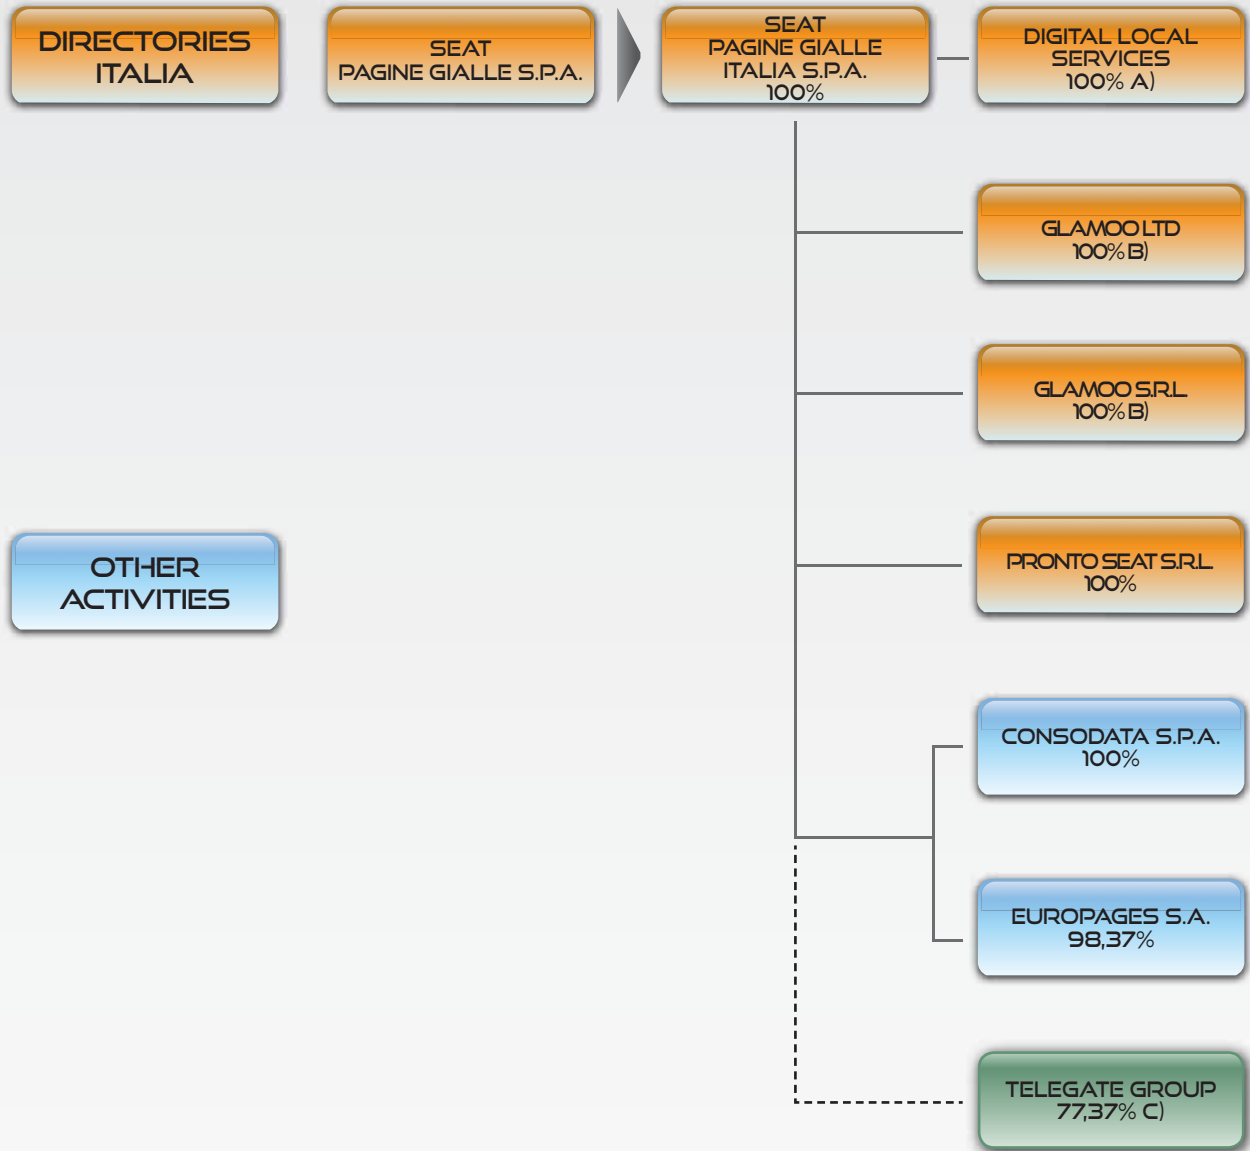 DIRECTORIES
ITALIA
SEAT
PAGINE GIALLE S.P.A.
SEAT
PAGINE GIALLE
ITALIA S.P.A.
100%
DIGITAL LOCAL
SERVICES
100% A)
GLAMOO LTD
100% B)
GLAMOO S.R.L.
100% B)
OTHER
ACTIVITIES
PRONTO SEAT S.R.L.
100%
CONSODATA S.P.A.
100%
EUROPAGES S.A.
98,37%
TELEGATE GROUP
77,37% C)